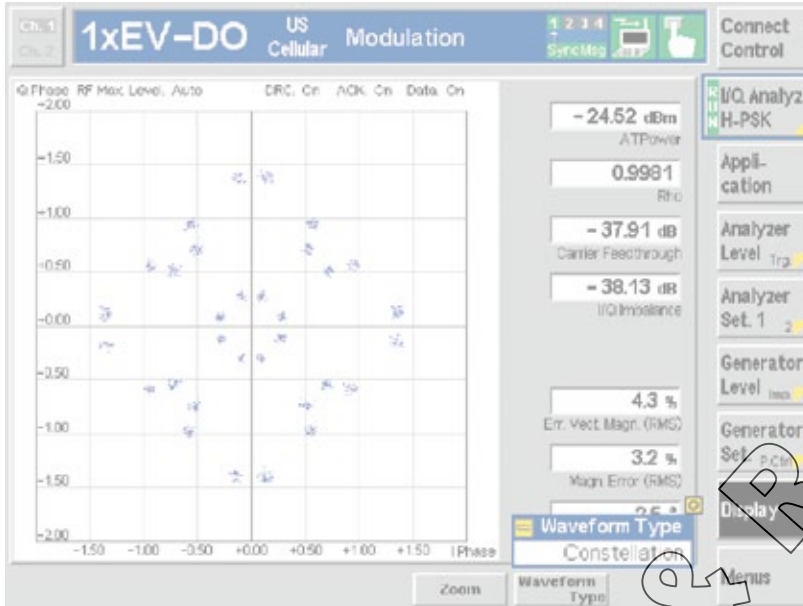 Ch. 1
Ch. 2
1xEV-DO
US
Cellular
Modulation
1 2 3 4
Sync Msg
Connect
Control
Q Phase RF Max. Level. Auto DRC. On ACK. On Data. On
RUN
I/Q Analyz
H-PSK
-2.00
-1.50
-1.00
-0.50
-0.00
-0.50
-1.00
-1.50
-2.00
-1.50 -1.00 -0.50 +0.00 +0.50 +1.00 +1.50 I Phase
-24.52 dBm
ATPower
0.9981
Rho
-37.91 dB
Carrier Feedthrough
-38.13 dB
I/Q Imbalance
4.3 %
Err. Vect. Magn. (RMS)
3.2 %
Magn. Error (RMS)
Waveform Type
Constellation
Appli-
cation
Analyzer
Level Trg.
Analyzer
Set. 1 2
Generator
Level
Generator
Set.
Display
Menus
Zoom
Waveform
Type
R